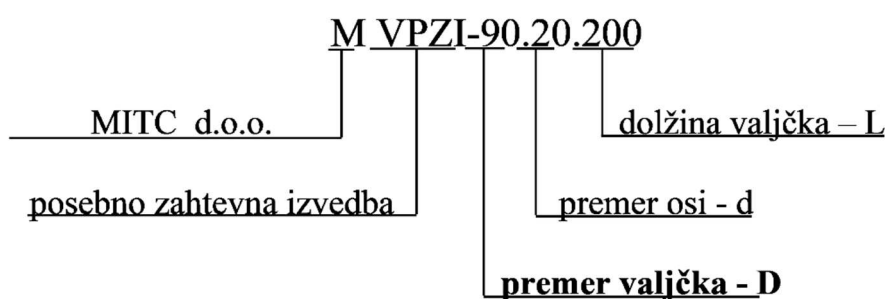 M VPZI-90.20.200
MITC d.o.o.
dolžina valjčka – L
posebno zahtevna izvedba
premer osi - d
premer valjčka - D